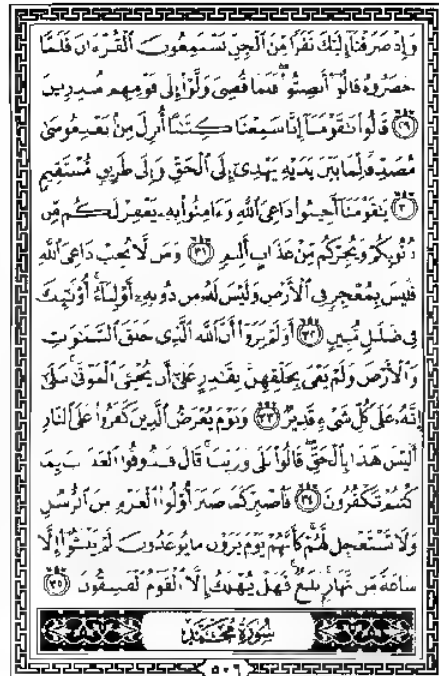 وَإِذْ صَرَفْنَآ إِلَيْكَ نَفَرًا مِّنَ ٱلْجِنِّ يَسْتَمِعُونَ ٱلْقُرْءَانَ فَلَمَّا
حَضَرُوهُ قَالُوٓا۟ أَنصِتُوا۟ فَلَمَّا قُضِىَ وَلَّوْا۟ إِلَىٰ قَوْمِهِم مُّنذِرِينَ
٢٩ قَالُوا۟ يَٰقَوْمَنَآ إِنَّا سَمِعْنَا كِتَٰبًا أُنزِلَ مِنۢ بَعْدِ مُوسَىٰ
مُصَدِّقًا لِّمَا بَيْنَ يَدَيْهِ يَهْدِىٓ إِلَى ٱلْحَقِّ وَإِلَىٰ طَرِيقٍ مُّسْتَقِيمٍ
٣٠ يَٰقَوْمَنَآ أَجِيبُوا۟ دَاعِىَ ٱللَّهِ وَءَامِنُوا۟ بِهِۦ يَغْفِرْ لَكُم مِّن
ذُنُوبِكُمْ وَيُجِرْكُم مِّنْ عَذَابٍ أَلِيمٍ ٣١ وَمَن لَّا يُجِبْ دَاعِىَ ٱللَّهِ
فَلَيْسَ بِمُعْجِزٍ فِى ٱلْأَرْضِ وَلَيْسَ لَهُۥ مِن دُونِهِۦٓ أَوْلِيَآءُ أُو۟لَٰٓئِكَ
فِى ضَلَٰلٍ مُّبِينٍ ٣٢ أَوَلَمْ يَرَوْا۟ أَنَّ ٱللَّهَ ٱلَّذِى خَلَقَ ٱلسَّمَٰوَٰتِ
وَٱلْأَرْضَ وَلَمْ يَعْىَ بِخَلْقِهِنَّ بِقَٰدِرٍ عَلَىٰٓ أَن يُحْـِۧىَ ٱلْمَوْتَىٰ بَلَىٰٓ
إِنَّهُۥ عَلَىٰ كُلِّ شَىْءٍ قَدِيرٌ ٣٣ وَيَوْمَ يُعْرَضُ ٱلَّذِينَ كَفَرُوا۟ عَلَى ٱلنَّارِ
أَلَيْسَ هَٰذَا بِٱلْحَقِّ قَالُوا۟ بَلَىٰ وَرَبِّنَا قَالَ فَذُوقُوا۟ ٱلْعَذَابَ بِمَا
كُنتُمْ تَكْفُرُونَ ٣٤ فَٱصْبِرْ كَمَا صَبَرَ أُو۟لُوا۟ ٱلْعَزْمِ مِنَ ٱلرُّسُلِ
وَلَا تَسْتَعْجِل لَّهُمْ كَأَنَّهُمْ يَوْمَ يَرَوْنَ مَا يُوعَدُونَ لَمْ يَلْبَثُوٓا۟ إِلَّا
سَاعَةً مِّن نَّهَارٍۭ بَلَٰغٌ فَهَلْ يُهْلَكُ إِلَّا ٱلْقَوْمُ ٱلْفَٰسِقُونَ ٣٥
سُورَةُ مُحَمَّدٍ
٥٠٦